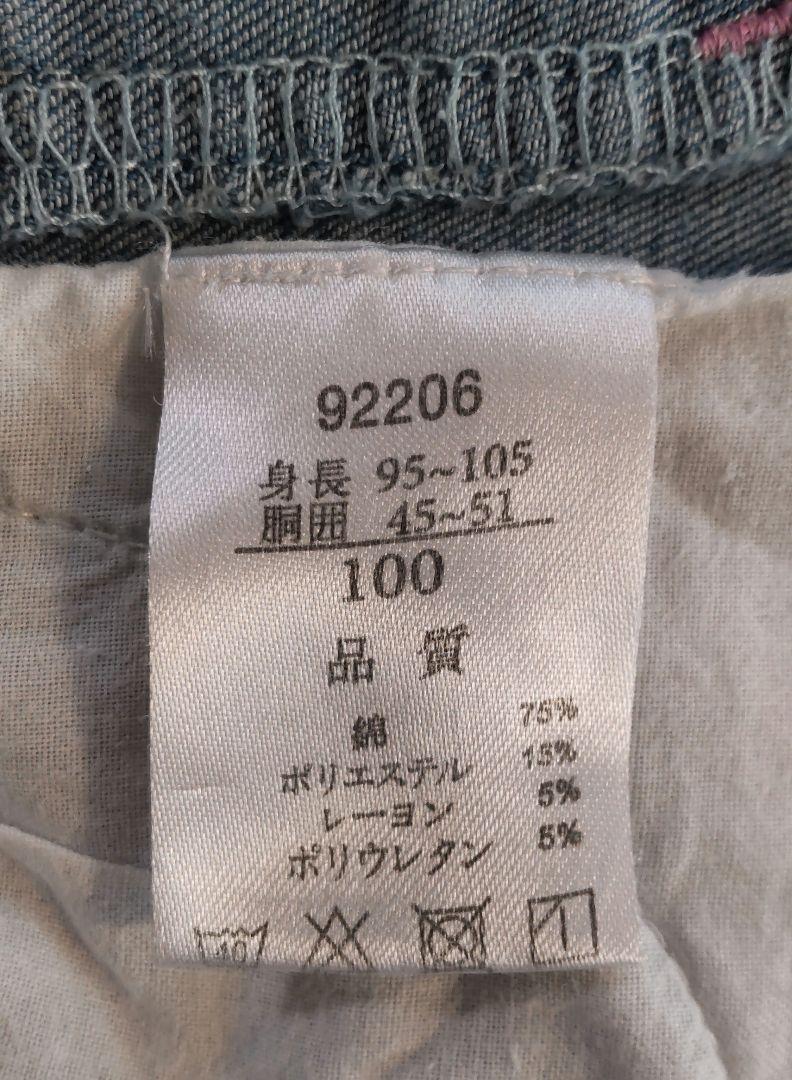 92206
身長 95~105
胴囲 45~51
100
品質
綿 75%
ポリエステル 15%
レーヨン 5%
ポリウレタン 5%
40